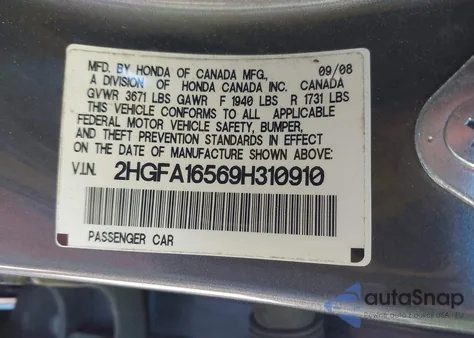 MFD. BY HONDA OF CANADA MFG., 09/08
A DIVISION OF HONDA CANADA INC. CANADA
GVWR 3671 LBS GAWR F 1940 LBS R 1731 LBS
THIS VEHICLE CONFORMS TO ALL APPLICABLE
FEDERAL MOTOR VEHICLE SAFETY, BUMPER,
AND THEFT PREVENTION STANDARDS IN EFFECT
ON THE DATE OF MANUFACTURE SHOWN ABOVE:
V.I.N. 2HGFA16569H310910
PASSENGER CAR
autoSnap